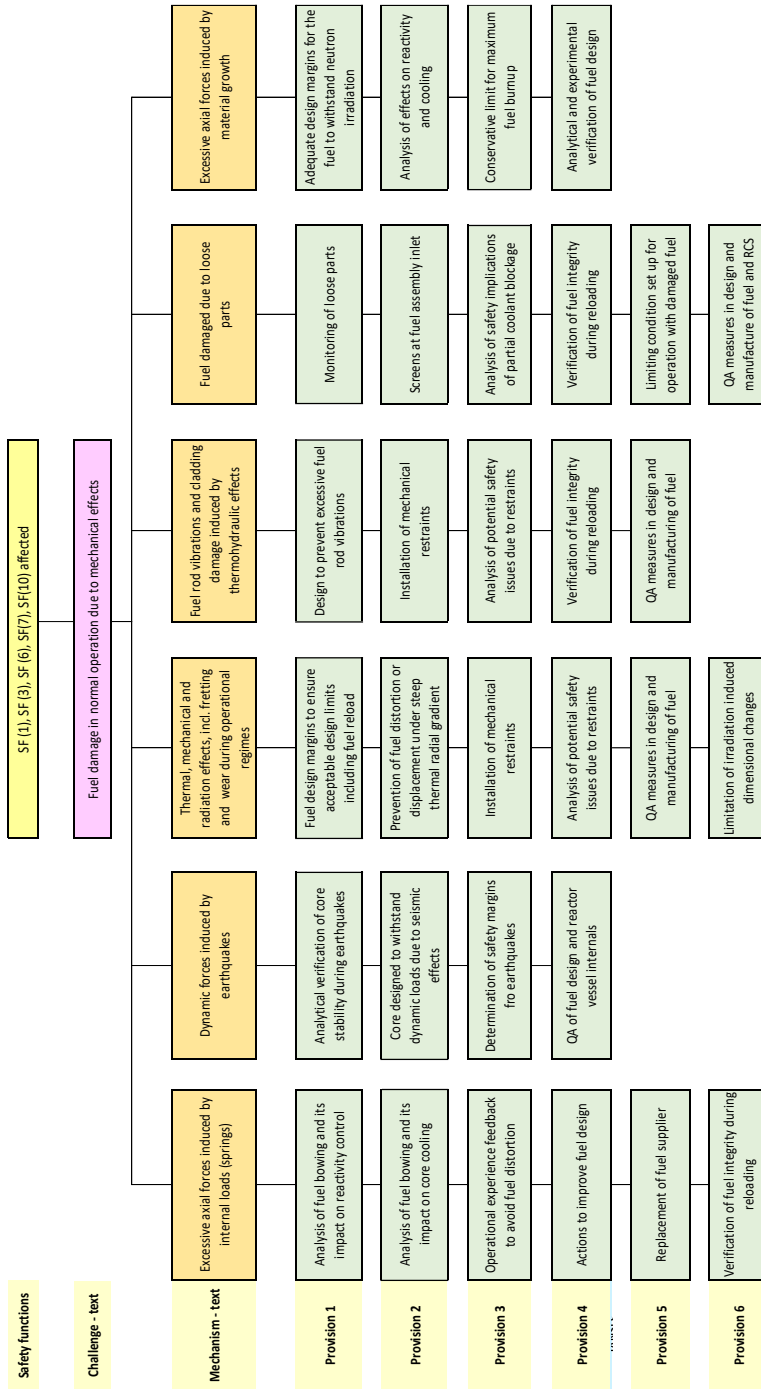 Safety functions
SF (1), SF (3), SF (6), SF(7), SF(10) affected
Challenge - text
Fuel damage in normal operation due to mechanical effects
Mechanism - text
Excessive axial forces induced by
internal loads (springs)
Dynamic forces induced by
earthquakes
Thermal, mechanical and
radiation effects, incl. fretting
and wear during operational
regimes
Fuel rod vibrations and cladding
damage induced by
thermohydraulic effects
Fuel damaged due to loose
parts
Excessive axial forces induced by
material growth
Provision 1
Analysis of fuel bowing and its
impact on reactivity control
Analytical verification of core
stability during earthquakes
Fuel design margins to ensure
acceptable design limits
including fuel reload
Design to prevent excessive fuel
rod vibrations
Monitoring of loose parts
Adequate design margins for the
fuel to withstand neutron
irradiation
Provision 2
Analysis of fuel bowing and its
impact on core cooling
Core designed to withstand
dynamic loads due to seismic
effects
Prevention of fuel distortion or
displacement under steep
thermal radial gradient
Installation of mechanical
restraints
Screens at fuel assembly inlet
Analysis of effects on reactivity
and cooling
Provision 3
Operational experience feedback
to avoid fuel distortion
Determination of safety margins
fro earthquakes
Installation of mechanical
restraints
Analysis of potential safety
issues due to restraints
Analysis of safety implications
of partial coolant blockage
Conservative limit for maximum
fuel burnup
Provision 4
Actions to improve fuel design
QA of fuel design and reactor
vessel internals
Analysis of potential safety
issues due to restraints
Verification of fuel integrity
during reloading
Verification of fuel integrity
during reloading
Analytical and experimental
verification of fuel design
Provision 5
Replacement of fuel supplier
QA measures in design and
manufacturing of fuel
QA measures in design and
manufacturing of fuel
Limiting condition set up for
operation with damaged fuel
Provision 6
Verification of fuel integrity during
reloading
Limitation of irradiation induced
dimensional changes
QA measures in design and
manufacture of fuel and RCS